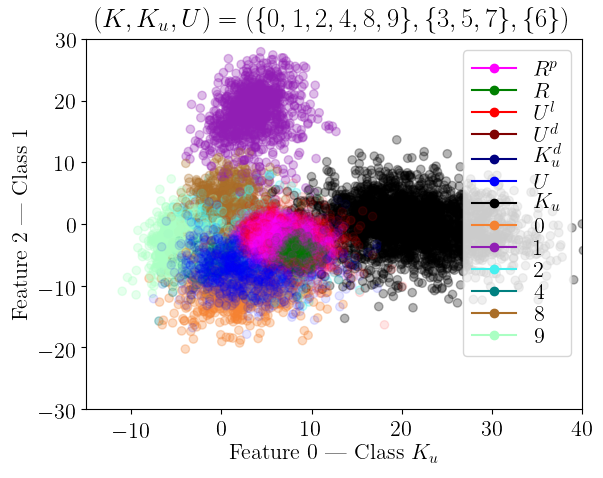 (K, K_u, U) = ({0, 1, 2, 4, 8, 9}, {3, 5, 7}, {6})
30
20
10
0
−10
−20
−30
Feature 2 — Class 1
−10
0
10
20
30
40
Feature 0 — Class K_u
R^p
R
U^l
U^d
K_u^d
U
K_u
0
1
2
4
8
9